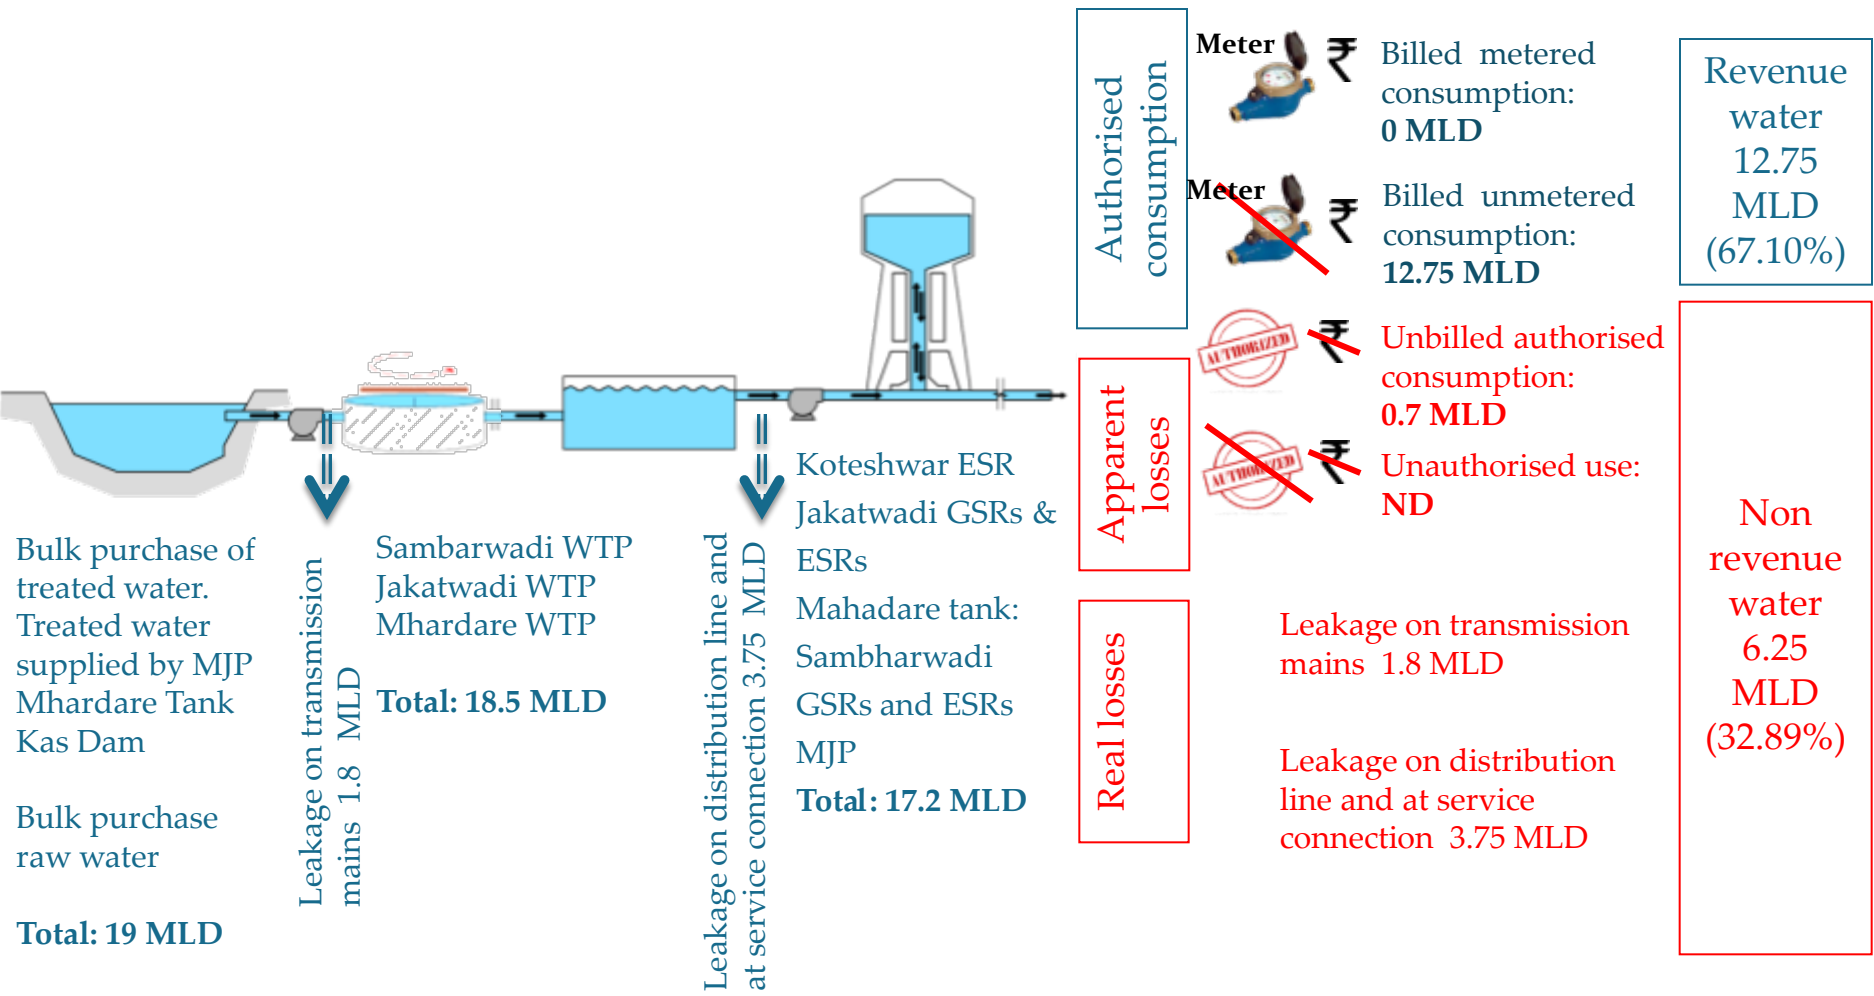 Bulk purchase of
treated water.
Treated water
supplied by MJP
Mhardare Tank
Kas Dam
Bulk purchase
raw water
Total: 19 MLD
Leakage on transmission
mains 1.8 MLD
Sambarwadi WTP
Jakatwadi WTP
Mhardare WTP
Total: 18.5 MLD
Leakage on distribution line and
at service connection 3.75 MLD
Koteshwar ESR
Jakatwadi GSRs &
ESRs
Mahadare tank:
Sambharwadi
GSRs and ESRs
MJP
Total: 17.2 MLD
Authorised
consumption
Meter ₹
Billed metered
consumption:
0 MLD
Meter ₹
Billed unmetered
consumption:
12.75 MLD
Apparent
losses
AUTHORIZED ₹
Unbilled authorised
consumption:
0.7 MLD
AUTHORIZED ₹
Unauthorised use:
ND
Real losses
Leakage on transmission
mains 1.8 MLD
Leakage on distribution
line and at service
connection 3.75 MLD
Revenue
water
12.75
MLD
(67.10%)
Non
revenue
water
6.25
MLD
(32.89%)